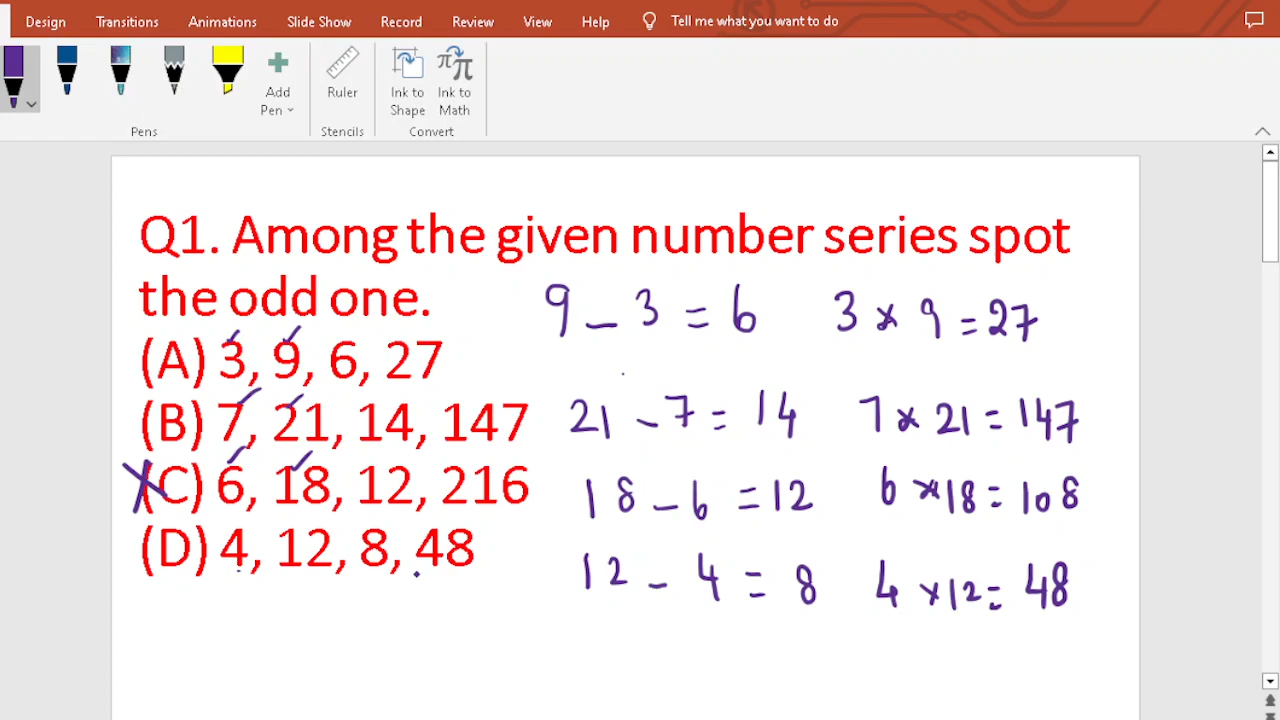 Design Transitions Animations Slide Show Record Review View Help Tell me what you want to do
Add Pen
Ruler
Ink to Shape
Ink to Math
Pens
Stencils
Convert
Q1. Among the given number series spot
the odd one.
9 - 3 = 6 3 × 9 = 27
(A) 3, 9, 6, 27
(B) 7, 21, 14, 147
21 - 7 = 14 7 × 21 = 147
(C) 6, 18, 12, 216
18 - 6 = 12 6 × 18 = 108
(D) 4, 12, 8, 48
12 - 4 = 8 4 × 12 = 48